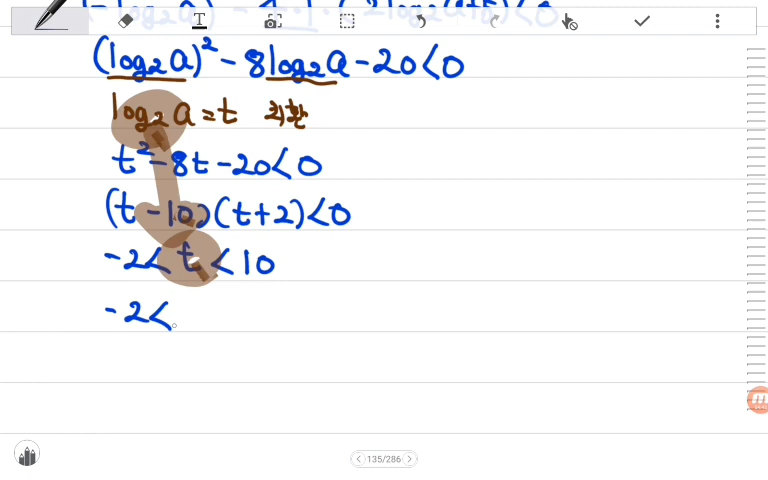 (log₂a)² - 8log₂a - 20 < 0
log₂a = t 치환
t² - 8t - 20 < 0
(t - 10)(t + 2) < 0
-2 < t < 10
-2 <
135/286